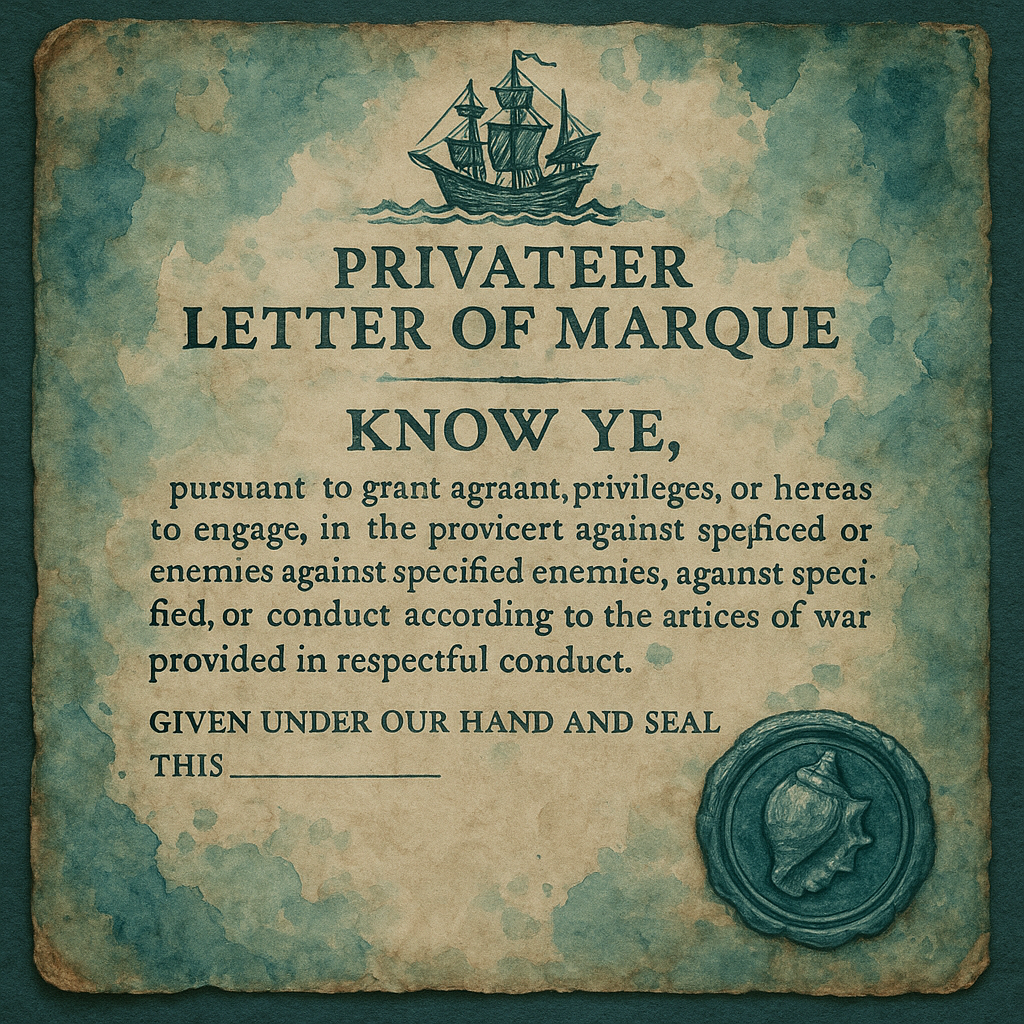 PRIVATEER
LETTER OF MARQUE
KNOW YE,
pursuant to grant agraant, privileges, or hereas
to engage, in the provicert against speficed or
enemies against specified enemies, agaınst speci-
fied, or conduct according to the artices of war
provided in respectful conduct.
GIVEN UNDER OUR HAND AND SEAL
THIS